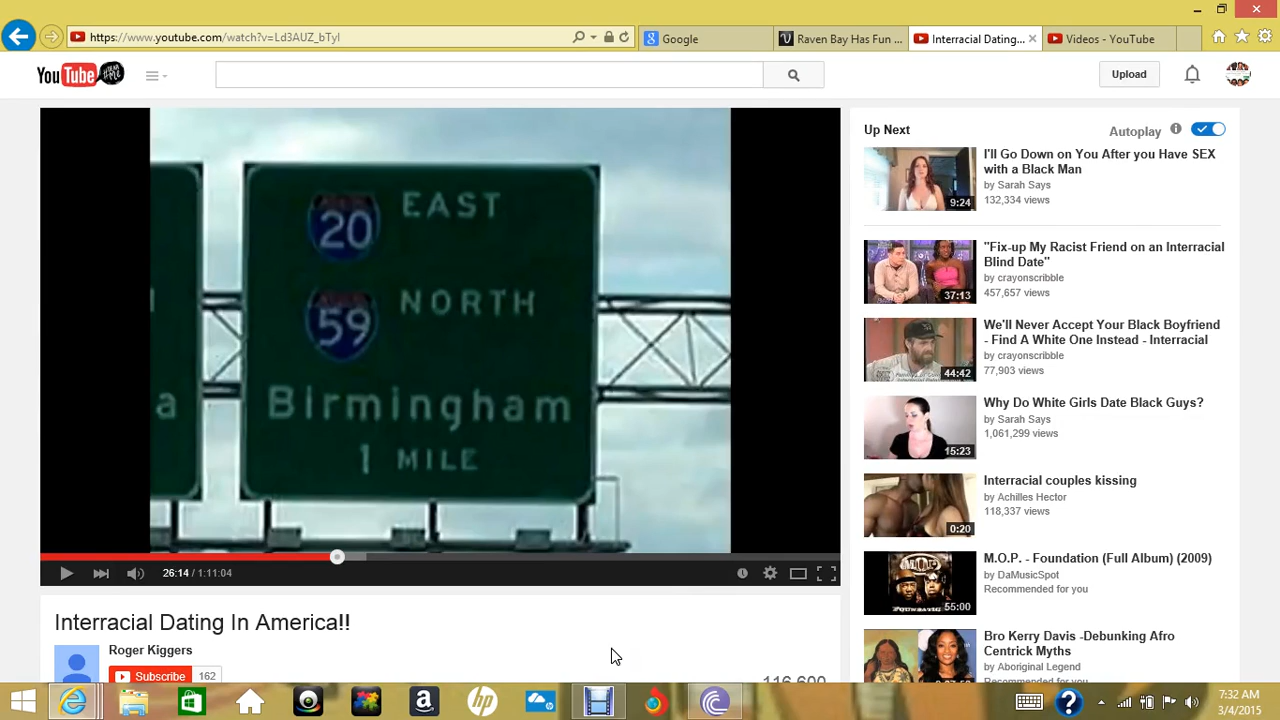 https://www.youtube.com/watch?v=Ld3AUZ_bTyI
Google
Raven Bay Has Fun ...
Interracial Dating...
Videos - YouTube
YouTube
Upload
20 EAST
59 NORTH
a
Birmingham
1 MILE
26:14 / 1:11:04
Interracial Dating In America!!
Roger Kiggers
Subscribe 162
116,600
Up Next
Autoplay
I'll Go Down on You After you Have SEX
with a Black Man
by Sarah Says
132,334 views
9:24
"Fix-up My Racist Friend on an Interracial
Blind Date"
by crayonscribble
457,657 views
37:13
We'll Never Accept Your Black Boyfriend
- Find A White One Instead - Interracial
by crayonscribble
77,903 views
44:42
Why Do White Girls Date Black Guys?
by Sarah Says
1,061,299 views
15:23
Interracial couples kissing
by Achilles Hector
118,337 views
0:20
M.O.P. - Foundation (Full Album) (2009)
by DaMusicSpot
Recommended for you
55:00
Bro Kerry Davis -Debunking Afro
Centrick Myths
by Aboriginal Legend
Recommended for you
7:32 AM
3/4/2015